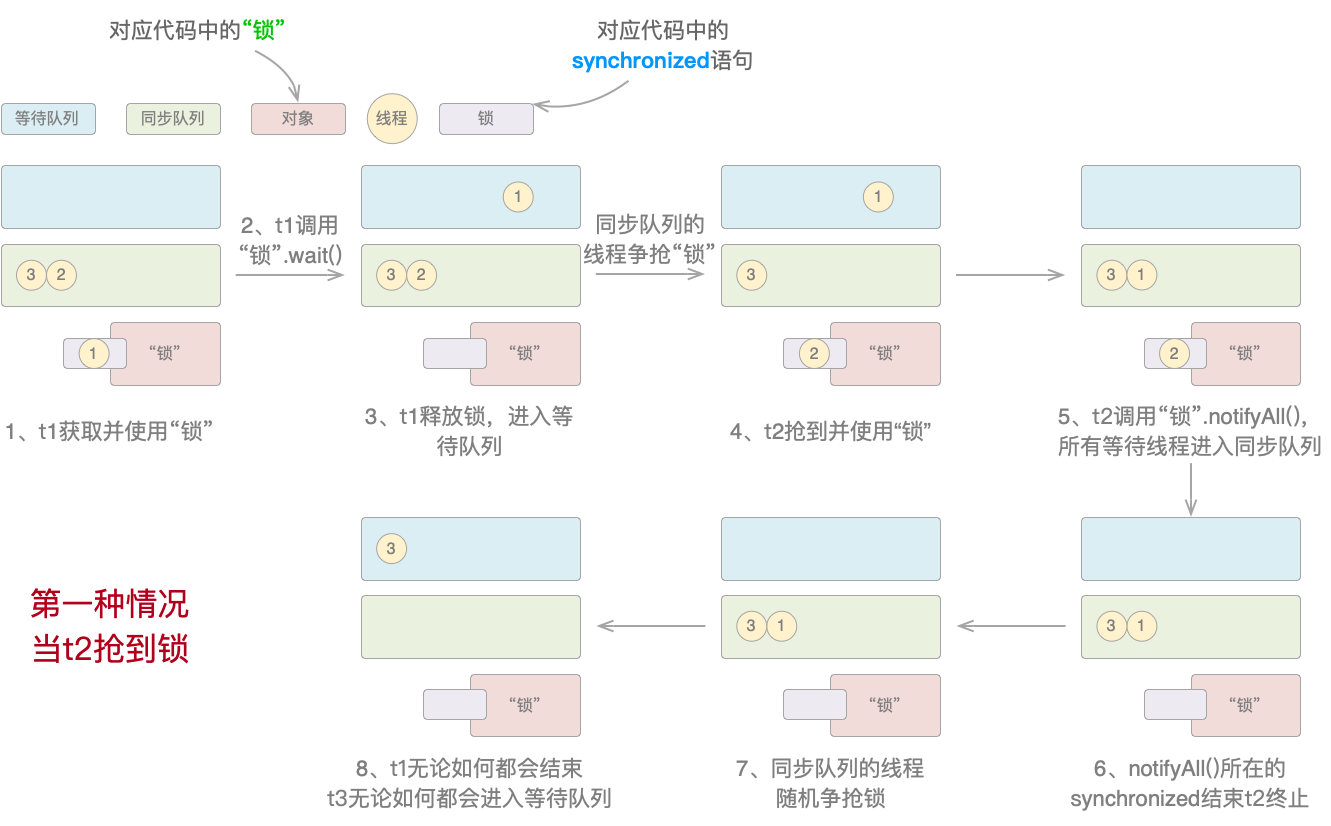 对应代码中的“锁”
对应代码中的
synchronized语句
等待队列
同步队列
对象
线程
锁
1
3 2
1
“锁”
1、t1获取并使用“锁”
2、t1调用
“锁”.wait()
3 2
“锁”
3、t1释放锁，进入等
待队列
同步队列的
线程争抢“锁”
1
3
2
“锁”
4、t2抢到并使用“锁”
3 1
2
“锁”
5、t2调用“锁”.notifyAll()，
所有等待线程进入同步队列
第一种情况
当t2抢到锁
3
“锁”
8、t1无论如何都会结束
t3无论如何都会进入等待队列
3 1
“锁”
7、同步队列的线程
随机争抢锁
3 1
“锁”
6、notifyAll()所在的
synchronized结束t2终止